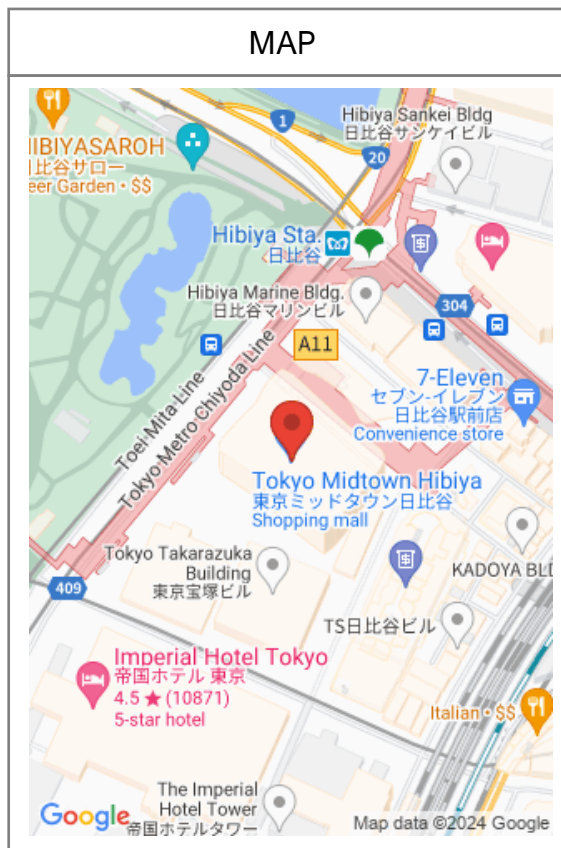 MAP
HIBIYASAROH
日比谷サロー
Beer Garden • $$
1
20
Hibiya Sankei Bldg
日比谷サンケイビル
Hibiya Sta.
日比谷
Hibiya Marine Bldg.
日比谷マリンビル
304
A11
Toei Mita Line
Tokyo Metro Chiyoda Line
7-Eleven
セブン-イレブン
日比谷駅前店
Convenience store
Tokyo Midtown Hibiya
東京ミッドタウン日比谷
Shopping mall
Tokyo Takarazuka
Building
東京宝塚ビル
KADOYA BLD
409
TS日比谷ビル
Imperial Hotel Tokyo
帝国ホテル 東京
4.5 ★ (10871)
5-star hotel
Italian • $$
The Imperial
Hotel Tower
帝国ホテルタワー
Google
Map data ©2024 Google